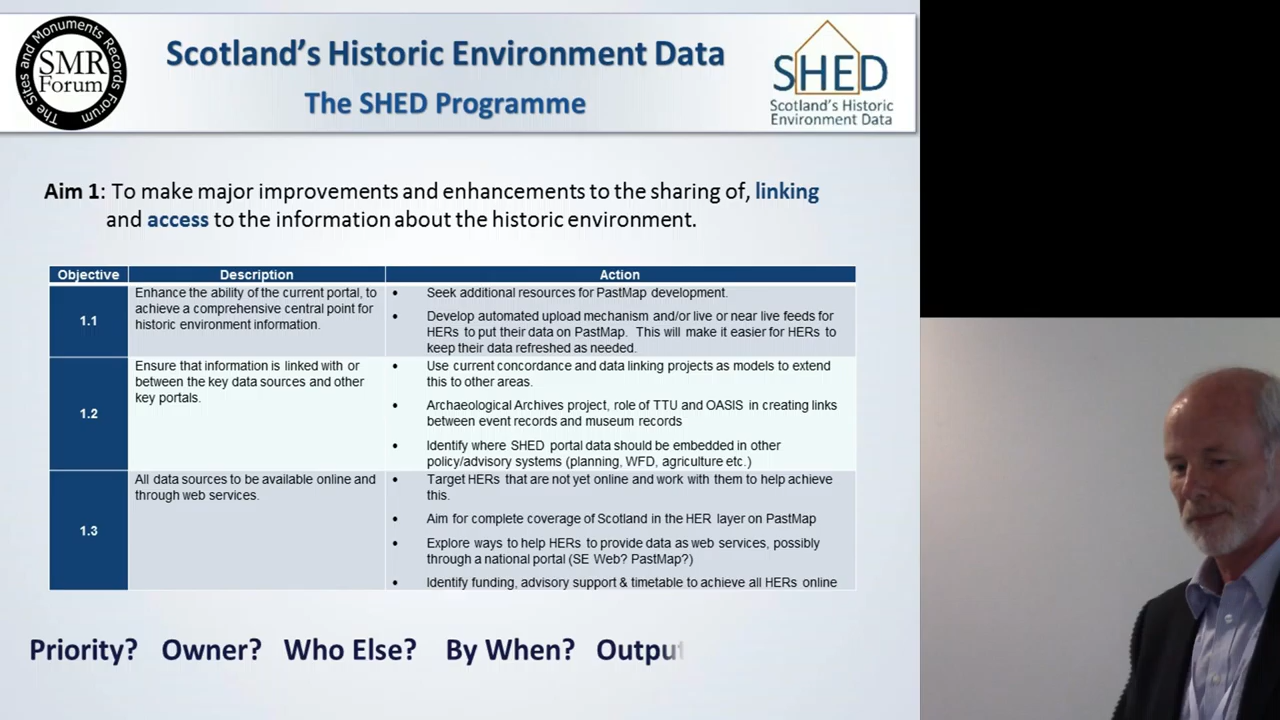 The Sites and Monuments Records Forum
SMR
Forum
Scotland's Historic Environment Data
The SHED Programme
SHED
Scotland's Historic
Environment Data
Aim 1: To make major improvements and enhancements to the sharing of, linking
and access to the information about the historic environment.
Objective Description Action
1.1
Enhance the ability of the current portal, to
achieve a comprehensive central point for
historic environment information.
• Seek additional resources for PastMap development.
• Develop automated upload mechanism and/or live or near live feeds for
HERs to put their data on PastMap. This will make it easier for HERs to
keep their data refreshed as needed.
1.2
Ensure that information is linked with or
between the key data sources and other
key portals.
• Use current concordance and data linking projects as models to extend
this to other areas.
• Archaeological Archives project, role of TTU and OASIS in creating links
between event records and museum records
• Identify where SHED portal data should be embedded in other
policy/advisory systems (planning, WFD, agriculture etc.)
1.3
All data sources to be available online and
through web services.
• Target HERs that are not yet online and work with them to help achieve
this.
• Aim for complete coverage of Scotland in the HER layer on PastMap
• Explore ways to help HERs to provide data as web services, possibly
through a national portal (SE Web? PastMap?)
• Identify funding, advisory support & timetable to achieve all HERs online
Priority? Owner? Who Else? By When? Output